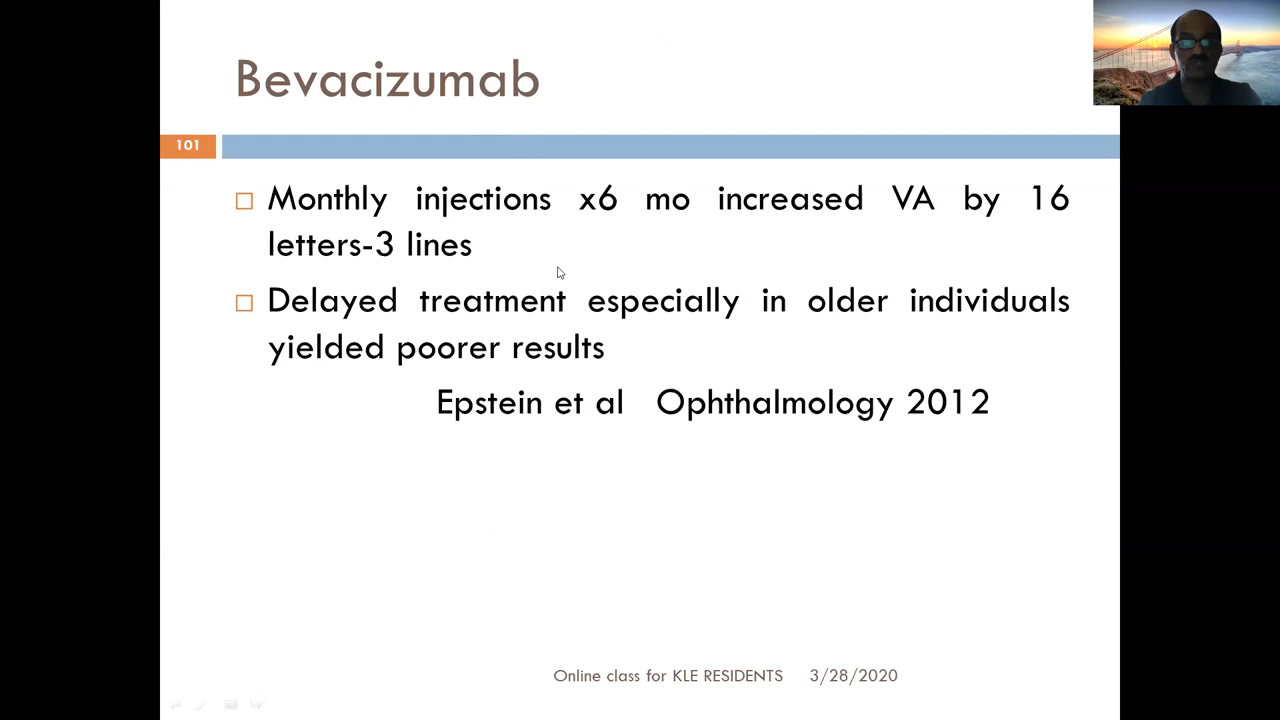 Bevacizumab
101
Monthly injections x6 mo increased VA by 16
letters-3 lines
Delayed treatment especially in older individuals
yielded poorer results
Epstein et al Ophthalmology 2012
Online class for KLE RESIDENTS 3/28/2020